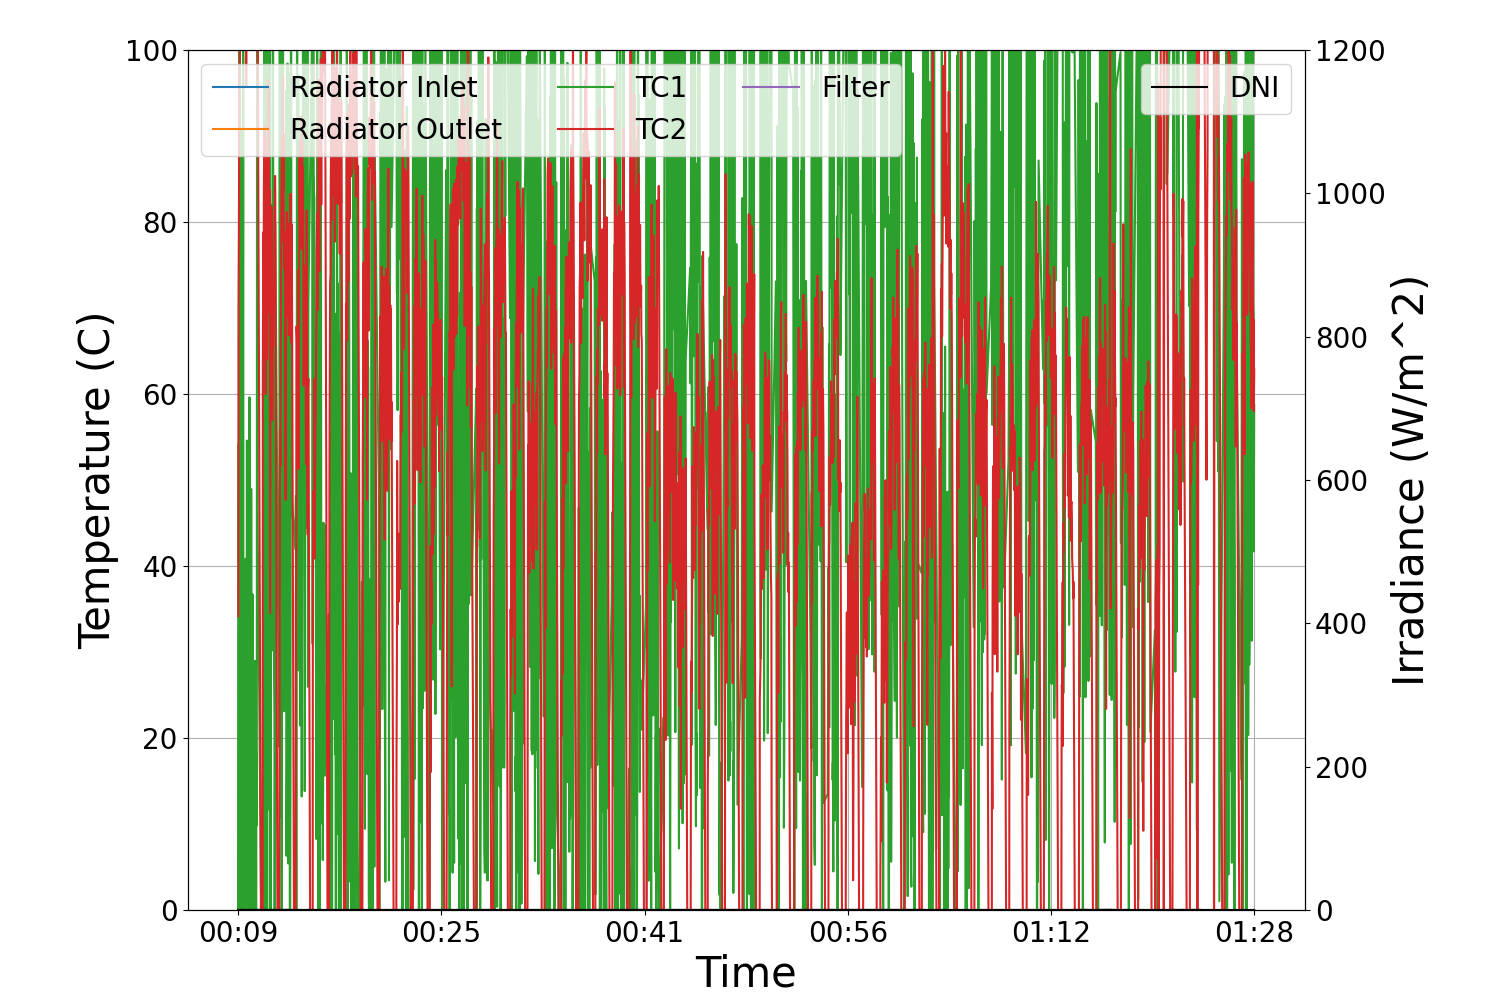 100
80
60
40
20
0
Temperature (C)
Radiator Inlet
Radiator Outlet
TC1
TC2
Filter
DNI
1200
1000
800
600
400
200
0
Irradiance (W/m^2)
00:09 00:25 00:41 00:56 01:12 01:28
Time